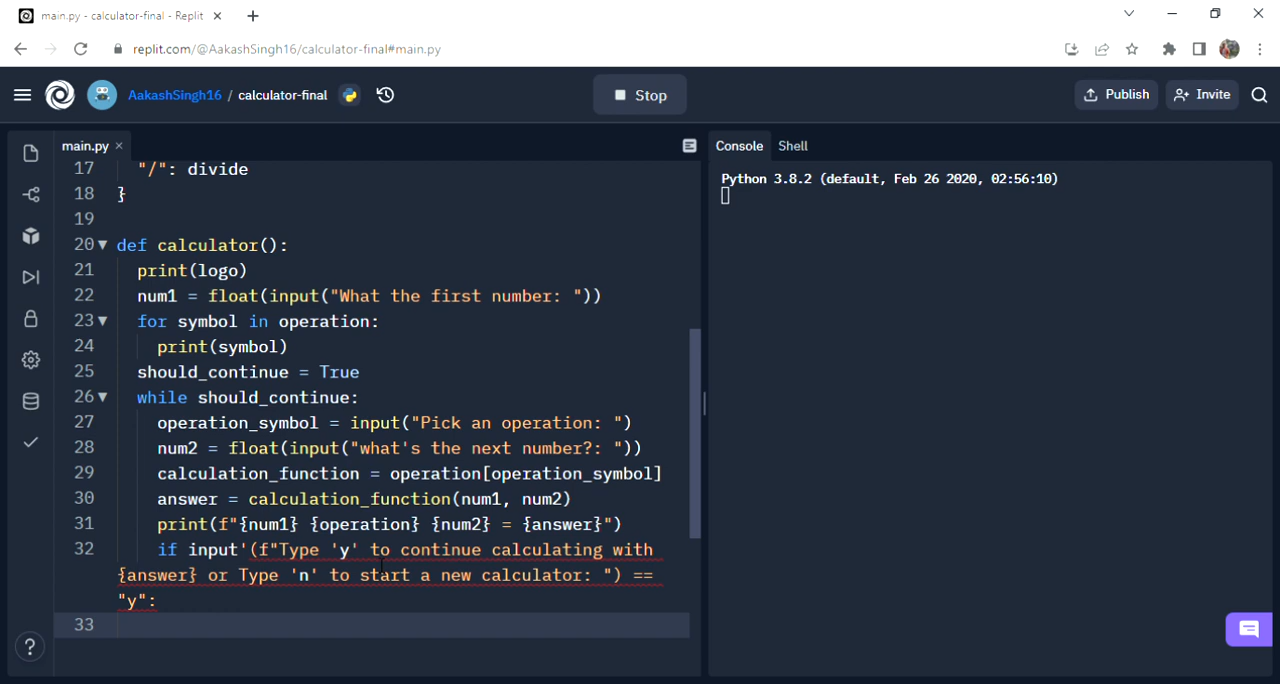 main.py - calculator-final - Replit
replit.com/@AakashSingh16/calculator-final#main.py
AakashSingh16 / calculator-final
Stop
Publish
Invite
main.py
17 "/": divide
18 }
19
20 def calculator():
21 print(logo)
22 num1 = float(input("What the first number: "))
23 for symbol in operation:
24 print(symbol)
25 should_continue = True
26 while should_continue:
27 operation_symbol = input("Pick an operation: ")
28 num2 = float(input("what's the next number?: "))
29 calculation_function = operation[operation_symbol]
30 answer = calculation_function(num1, num2)
31 print(f"{num1} {operation} {num2} = {answer}")
32 if input'(f"Type 'y' to continue calculating with
{answer} or Type 'n' to start a new calculator: ") ==
"y":
33
Console Shell
Python 3.8.2 (default, Feb 26 2020, 02:56:10)
?